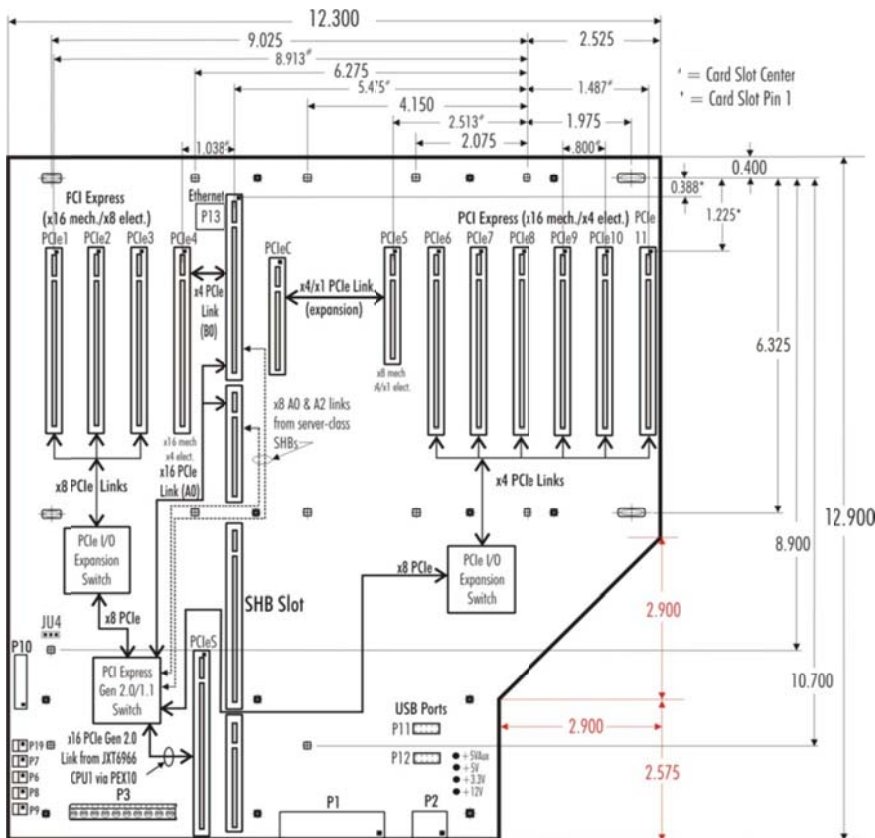 12.300
9.025
2.525
8.913"
6.275
5.4'5"
1.487"
" = Card Slot Center
' = Card Slot Pin 1
4.150
2.513"
1.975
2.075
1.038"
.800"
0.400
0.388"
1.225"
FCI Express
(x16 mech./x8 elect.)
Ethernet
P13
PCI Express (:16 mech./x4 elect.)
PCIe1
PCIe2
PCIe3
PCIe4
PCIeC
PCIe5
PCIe6
PCIe7
PCIe8
PCIe9
PCIe10
PCIe
11
x4 PCIe
Link
(B0)
x4/x1 PCIe Link
(expansion)
6.325
x8 mech
/x1 elect.
x8 A0 & A2 links
from server-class
SHBs
x16 mech
x4 elect.
x16 PCIe
Link (A0)
x8 PCIe Links
x4 PCIe Links
12.900
8.900
PCIe I/O
Expansion
Switch
x8 PCIe
PCIe I/O
Expansion
Switch
SHB Slot
2.900
x8 PCIe
JU4
PCIeS
P10
PCI Express
Gen 2.0/1.1
Switch
10.700
USB Ports
P11
2.900
x16 PCIe Gen 2.0
Link from JXT6966
CPU1 via PEX10
P12
+5VAux
+5V
+3.3V
+12V
2.575
P19
P7
P6
P8
P9
P3
P1
P2